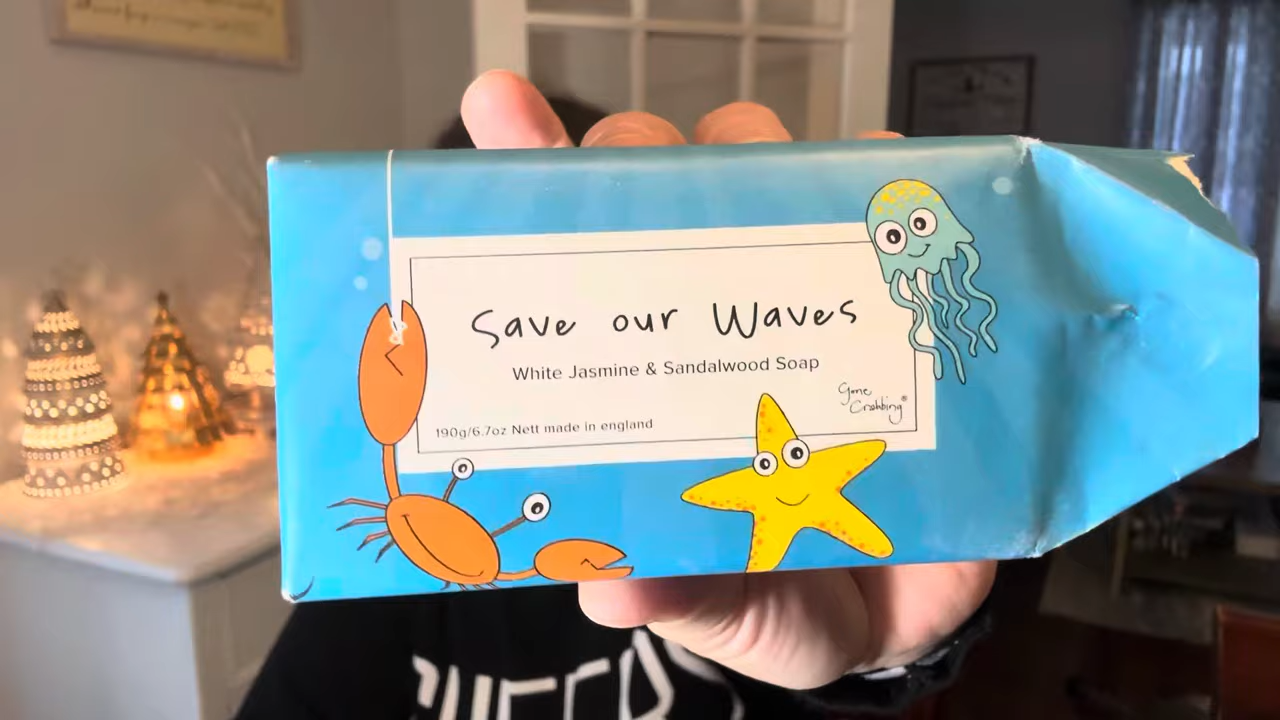 Save our Waves
White Jasmine & Sandalwood Soap
Gone
Crabbing®
190g/6.7oz Nett made in england